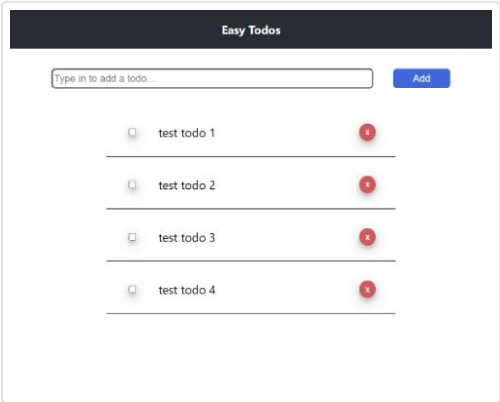 Easy Todos
Type in to add a todo... Add
test todo 1 x
test todo 2 x
test todo 3 x
test todo 4 x